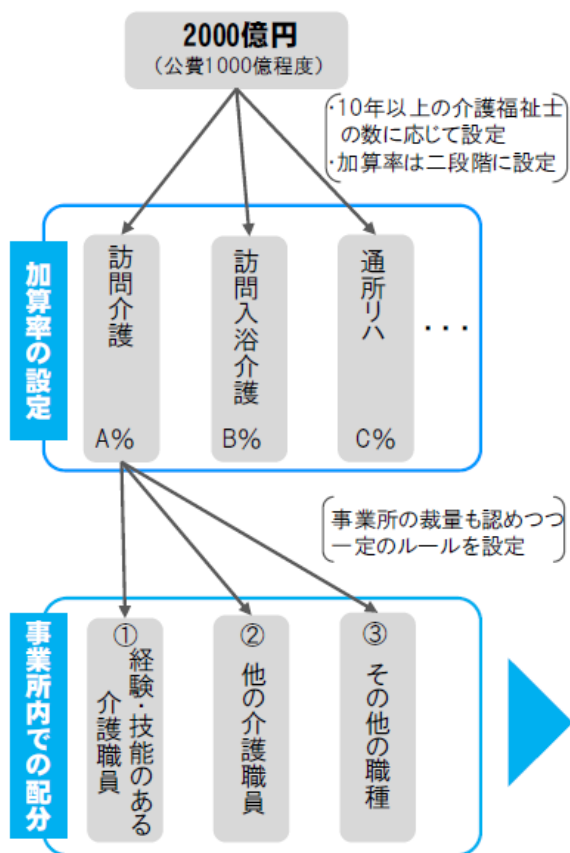 2000億円
（公費1000億程度）
・10年以上の介護福祉士
の数に応じて設定
・加算率は二段階に設定
加算率の設定
訪問介護
A%
訪問入浴介護
B%
通所リハ
C%
・・・
事業所の裁量も認めつつ
一定のルールを設定
事業所内での配分
①
経験・技能のある
介護職員
②
他の介護職員
③
その他の職種